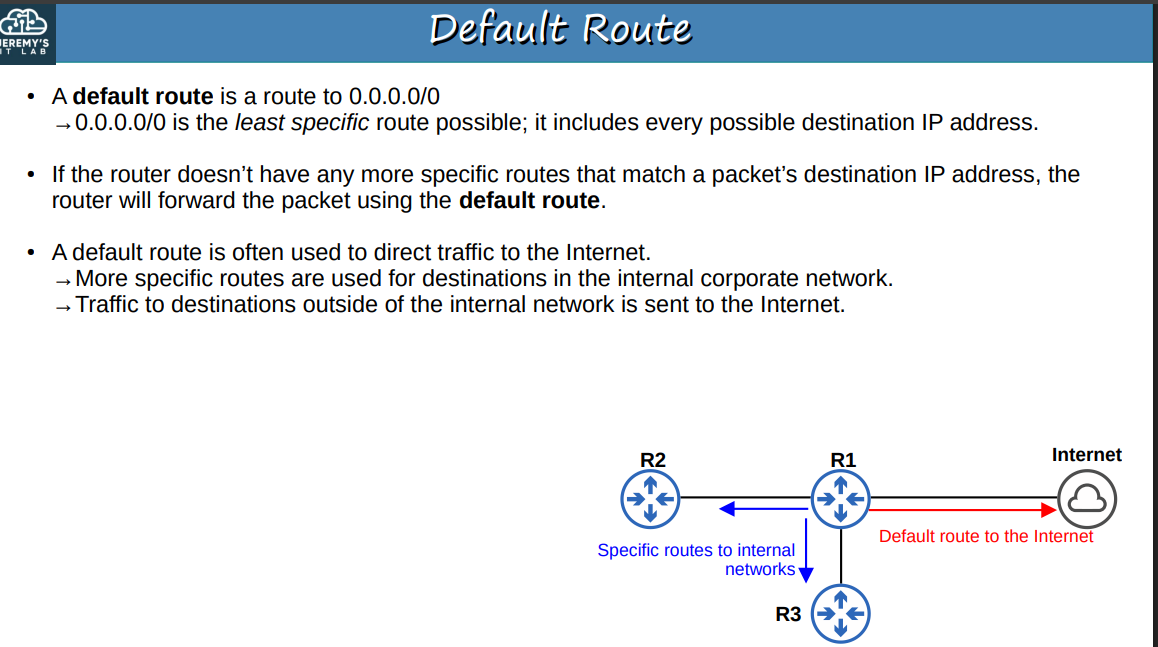 JEREMY'S
IT LAB
Default Route
• A default route is a route to 0.0.0.0/0
→0.0.0.0/0 is the least specific route possible; it includes every possible destination IP address.
• If the router doesn't have any more specific routes that match a packet's destination IP address, the
router will forward the packet using the default route.
• A default route is often used to direct traffic to the Internet.
→More specific routes are used for destinations in the internal corporate network.
→Traffic to destinations outside of the internal network is sent to the Internet.
R2
R1
Internet
Specific routes to internal
networks
Default route to the Internet
R3